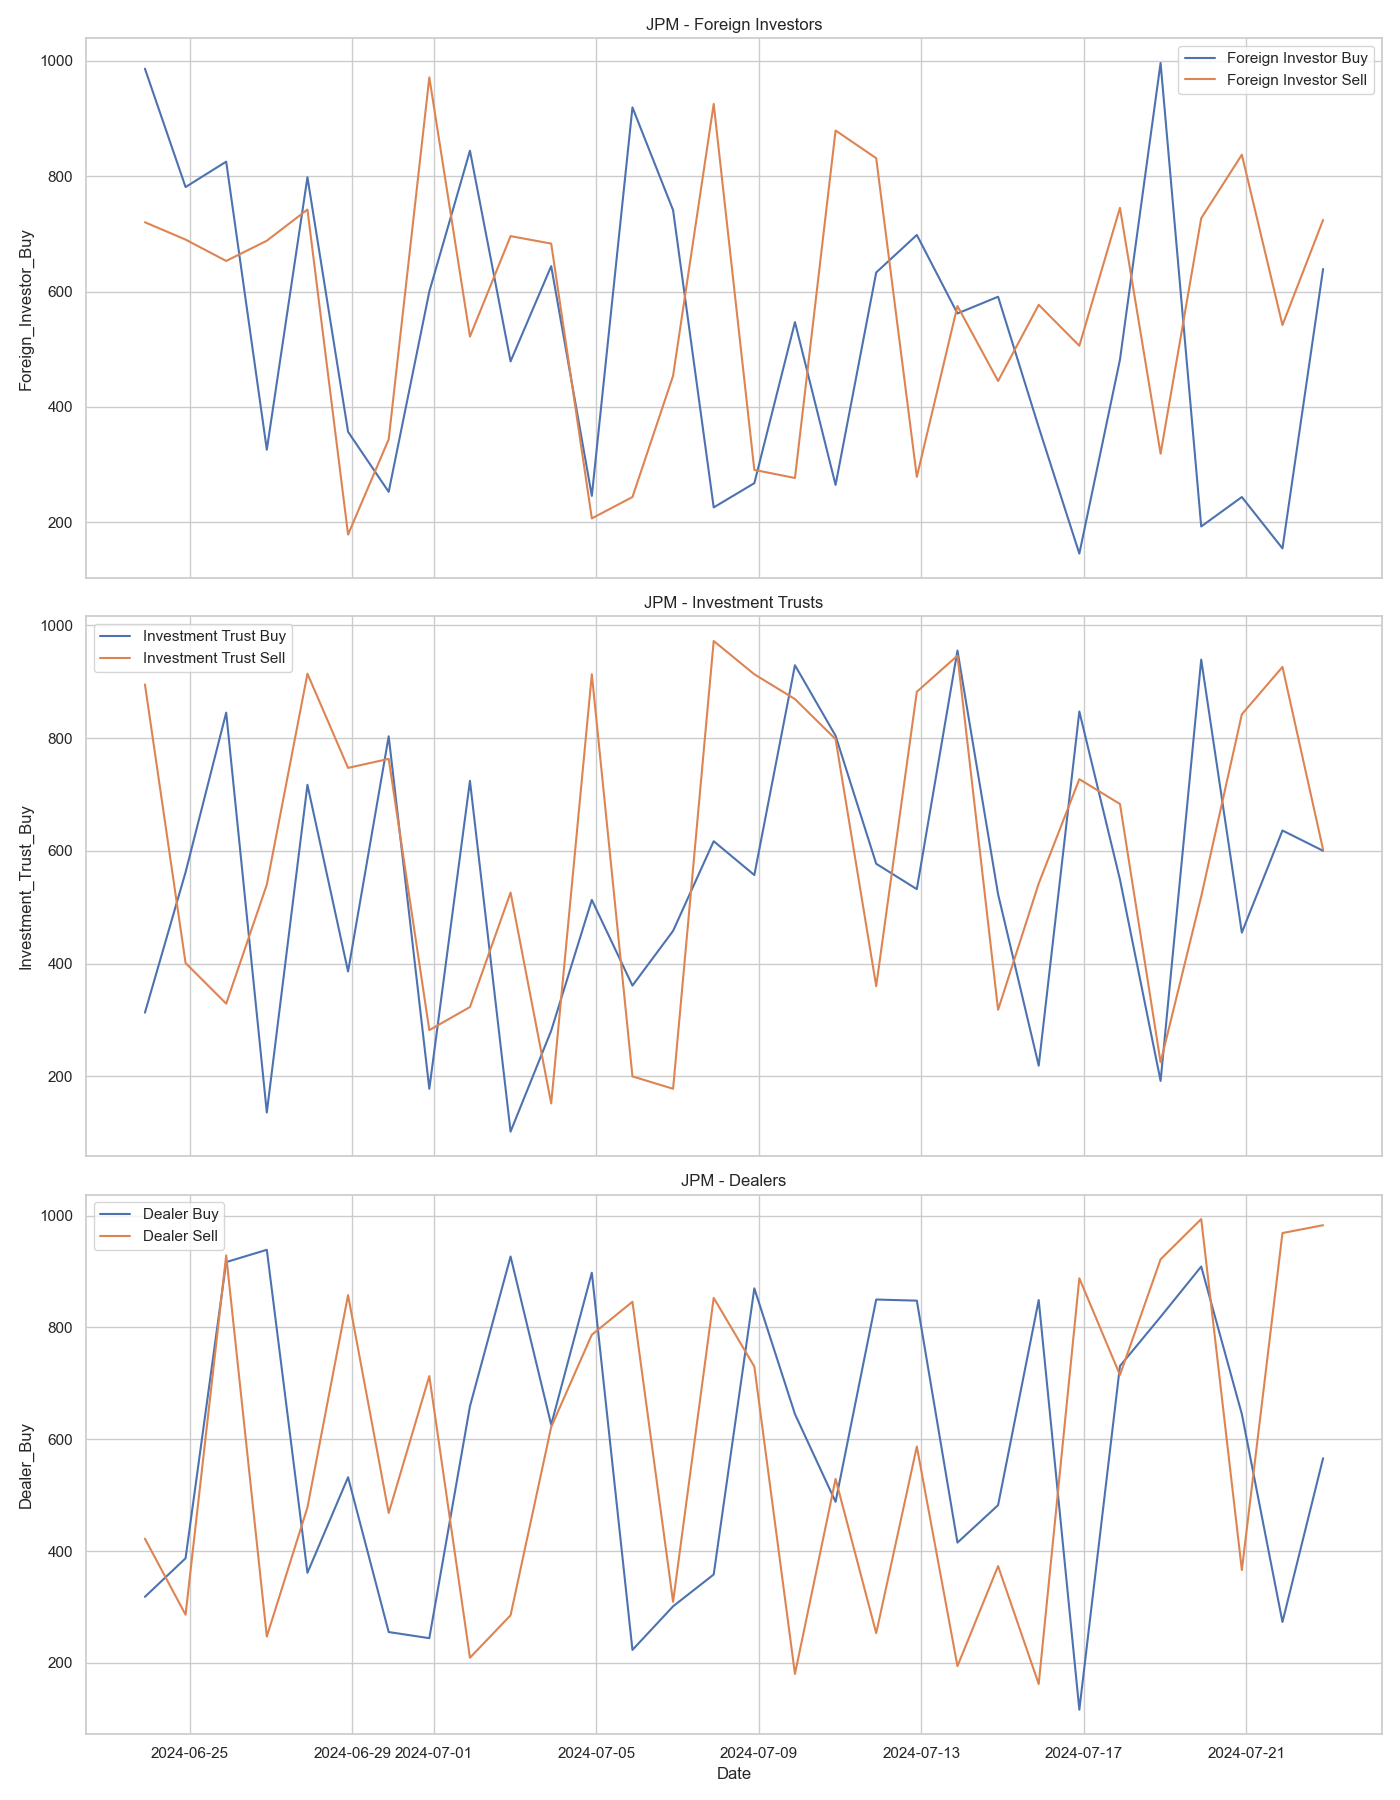 JPM - Foreign Investors
Foreign Investor Buy
Foreign Investor Sell
1000
800
600
400
200
Foreign_Investor_Buy
JPM - Investment Trusts
Investment Trust Buy
Investment Trust Sell
1000
800
600
400
200
Investment_Trust_Buy
JPM - Dealers
Dealer Buy
Dealer Sell
1000
800
600
400
200
Dealer_Buy
2024-06-25 2024-06-29 2024-07-01 2024-07-05 2024-07-09 2024-07-13 2024-07-17 2024-07-21
Date